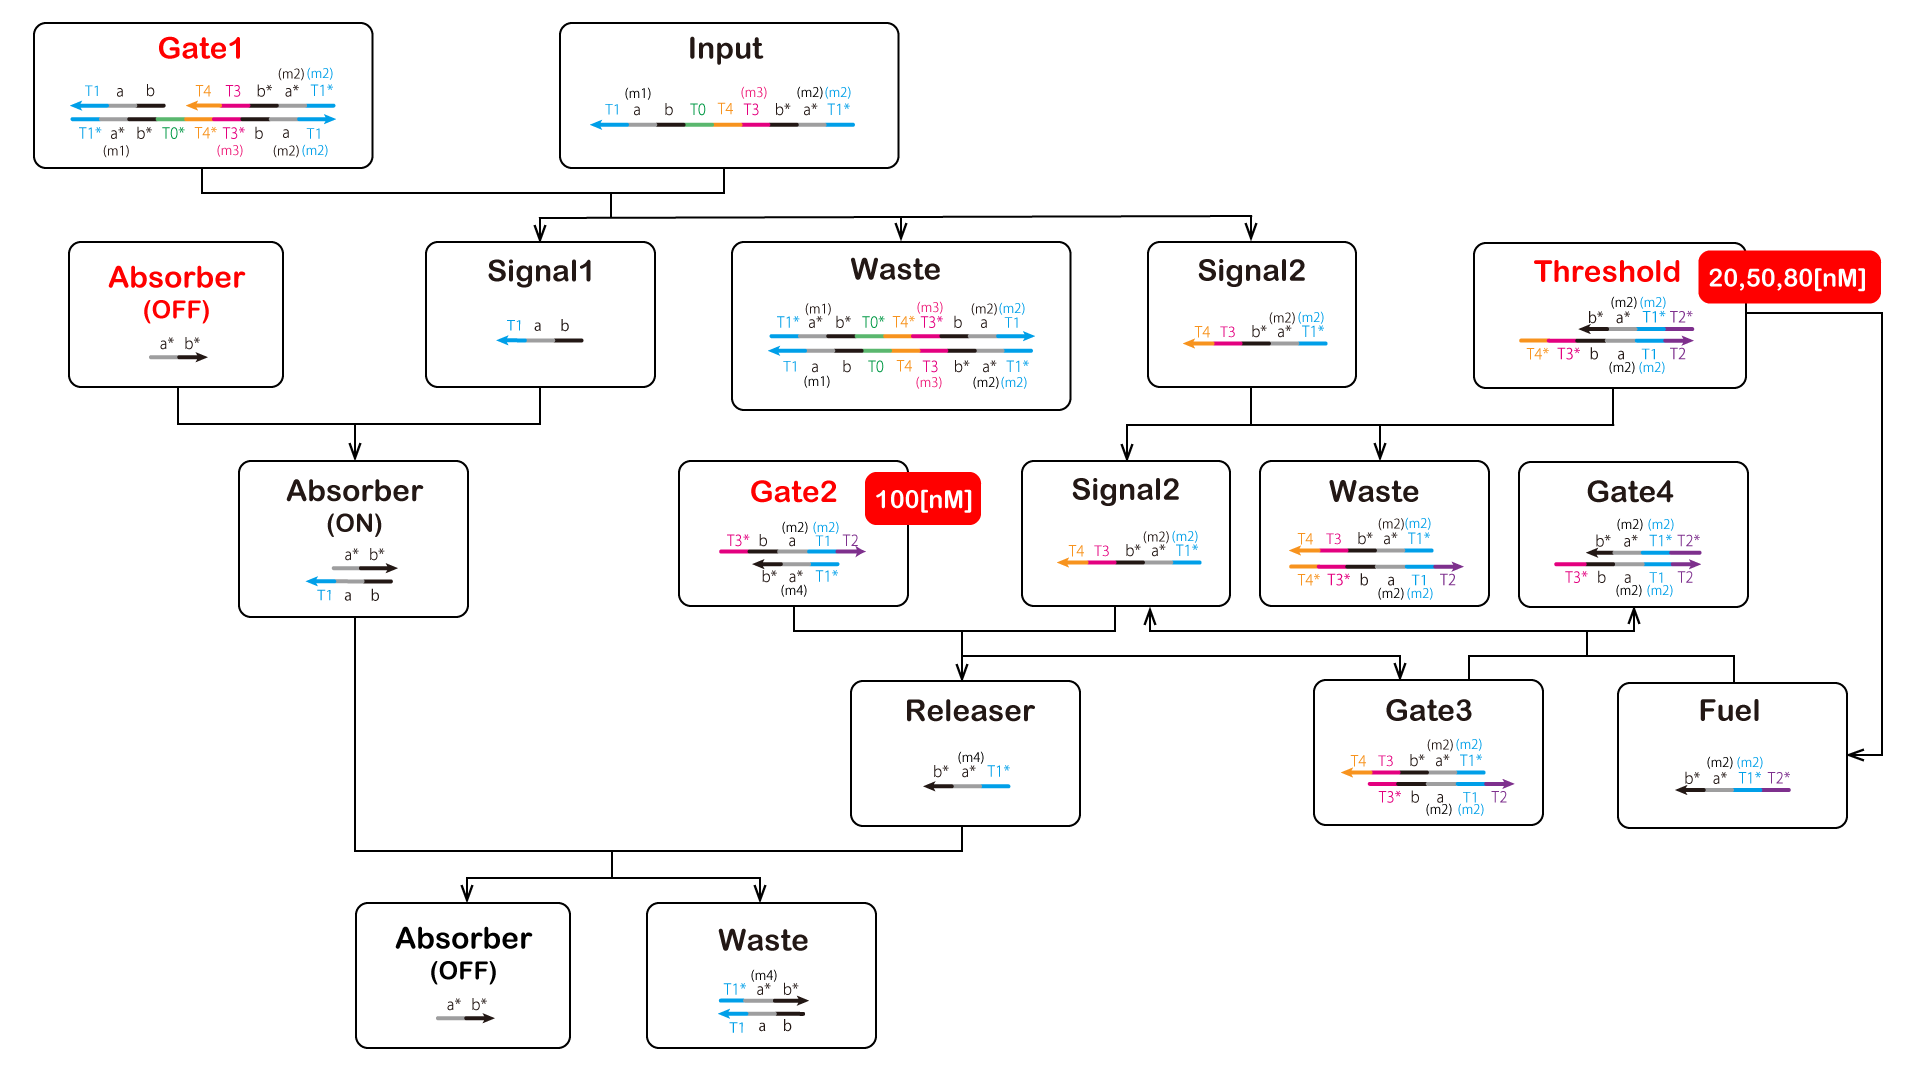 Gate1
(m2) (m2)
T1 a b T4 T3 b* a* T1*
T1* a* b* T0* T4* T3* b a T1
(m1) (m3) (m2) (m2)
Input
(m1) (m3) (m2) (m2)
T1 a b T0 T4 T3 b* a* T1*
Absorber
(OFF)
a* b*
Signal1
T1 a b
Waste
(m1) (m3) (m2) (m2)
T1* a* b* T0* T4* T3* b a T1
T1 a b T0 T4 T3 b* a* T1*
(m1) (m3) (m2) (m2)
Signal2
(m2) (m2)
T4 T3 b* a* T1*
Threshold
20,50,80[nM]
(m2) (m2)
b* a* T1* T2*
T4* T3* b a T1 T2
(m2) (m2)
Absorber
(ON)
a* b*
T1 a b
Gate2
100[nM]
(m2) (m2)
T3* b a T1 T2
b* a* T1*
(m4)
Signal2
(m2) (m2)
T4 T3 b* a* T1*
Waste
(m2) (m2)
T4 T3 b* a* T1*
T4* T3* b a T1 T2
(m2) (m2)
Gate4
(m2) (m2)
b* a* T1* T2*
T3* b a T1 T2
(m2) (m2)
Releaser
(m4)
b* a* T1*
Gate3
(m2) (m2)
T4 T3 b* a* T1*
T3* b a T1 T2
(m2) (m2)
Fuel
(m2) (m2)
b* a* T1* T2*
Absorber
(OFF)
a* b*
Waste
(m4)
T1* a* b*
T1 a b